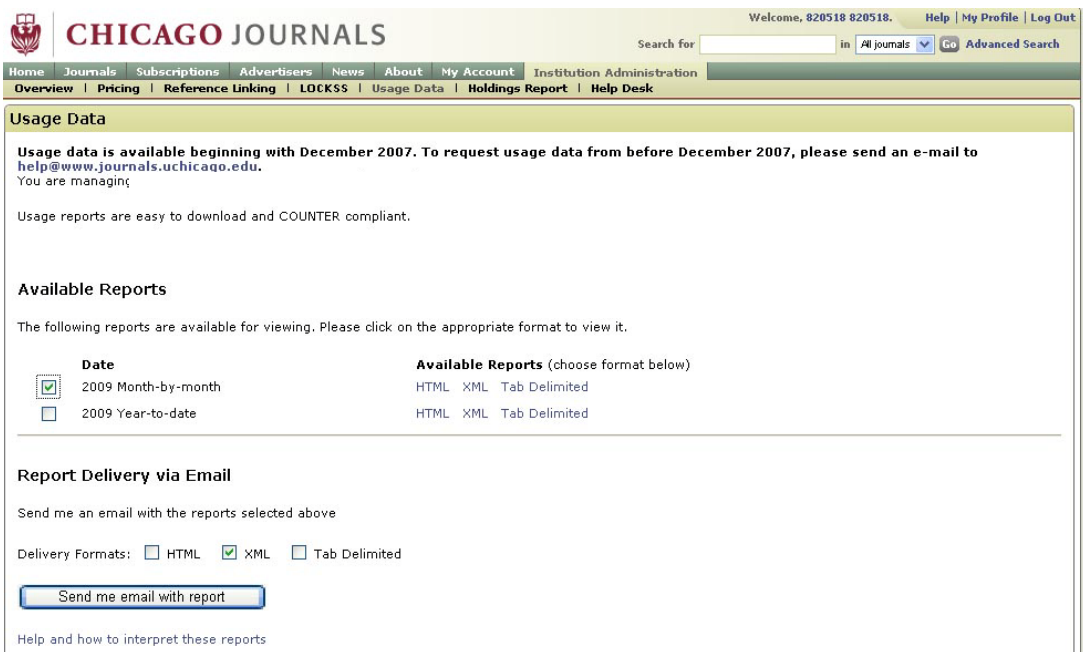 Welcome, 820518 820518. Help | My Profile | Log Out
CHICAGO JOURNALS
Search for in All journals Go Advanced Search
Home Journals Subscriptions Advertisers News About My Account Institution Administration
Overview | Pricing | Reference Linking | LOCKSS | Usage Data | Holdings Report | Help Desk
Usage Data
Usage data is available beginning with December 2007. To request usage data from before December 2007, please send an e-mail to
help@www.journals.uchicago.edu.
You are managing
Usage reports are easy to download and COUNTER compliant.
Available Reports
The following reports are available for viewing. Please click on the appropriate format to view it.
Date Available Reports (choose format below)
2009 Month-by-month HTML XML Tab Delimited
2009 Year-to-date HTML XML Tab Delimited
Report Delivery via Email
Send me an email with the reports selected above
Delivery Formats: HTML XML Tab Delimited
Send me email with report
Help and how to interpret these reports